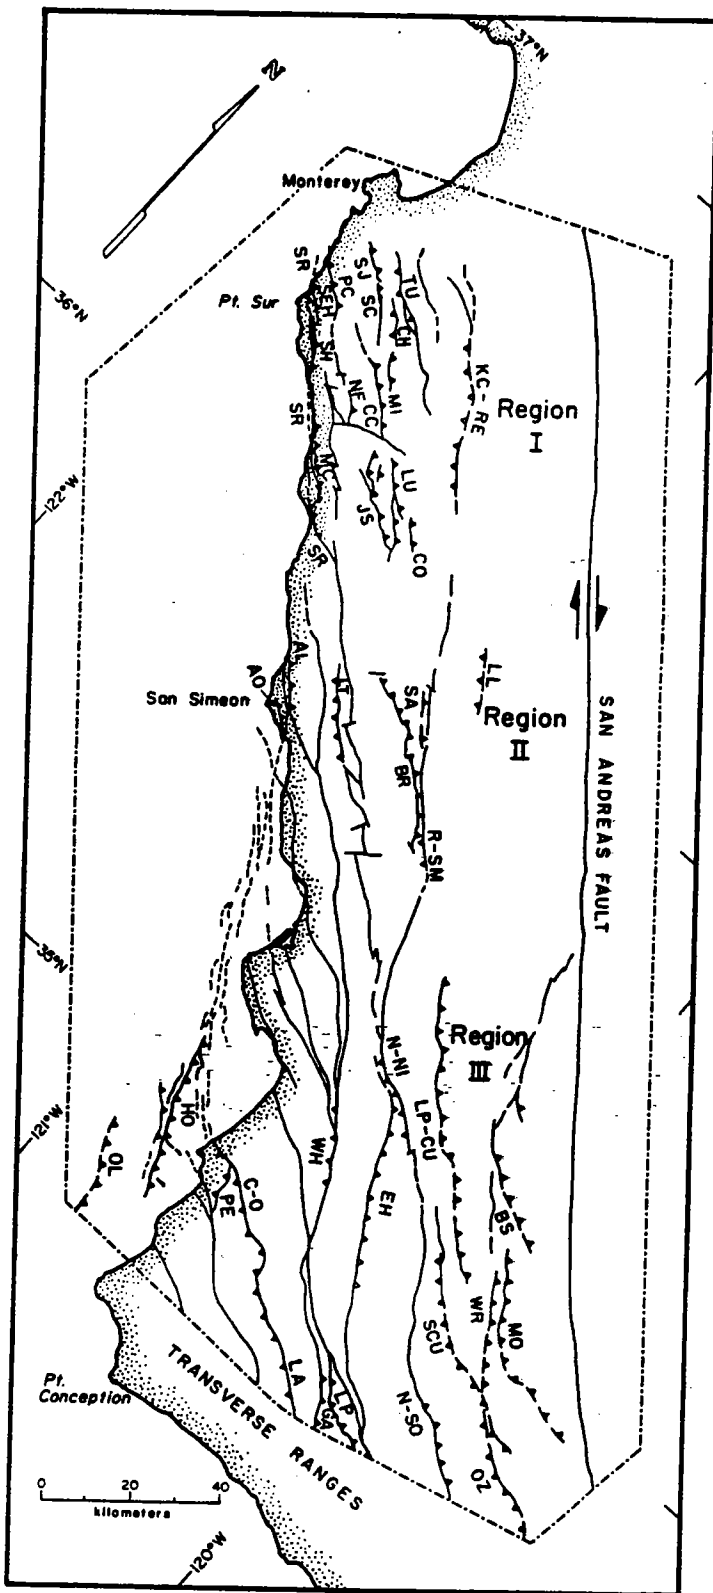 37°N
N
Monterey
36°N
SR
Pt. Sur
SFH
PC
SJ
SC
TU
CH
SH
NF
CC
MI
KC-RE
Region
I
SR
MC
LU
JS
CO
122°W
SR
AL
AO
San Simeon
LT
SA
BR
LL
Region
II
R-SM
SAN ANDREAS FAULT
35°N
Region
III
N-NI
LP-CU
HO
OL
121°W
WH
C-O
PE
EH
BS
WR
MO
SCU
LA
LP
GA
N-SO
OZ
Pt.
Conception
TRANSVERSE RANGES
0 20 40
kilometers
120°W